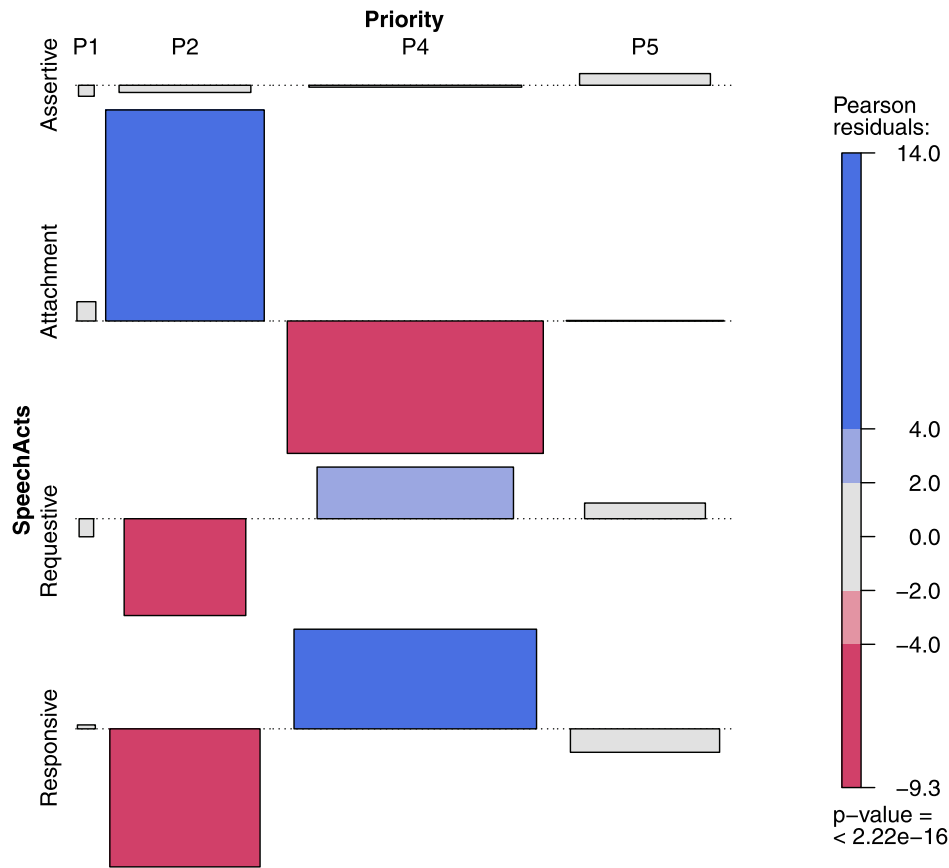 Priority
P1 P2 P4 P5
SpeechActs
Assertive
Attachment
Requestive
Responsive
Pearson
residuals:
14.0
4.0
2.0
0.0
−2.0
−4.0
−9.3
p−value =
< 2.22e−16